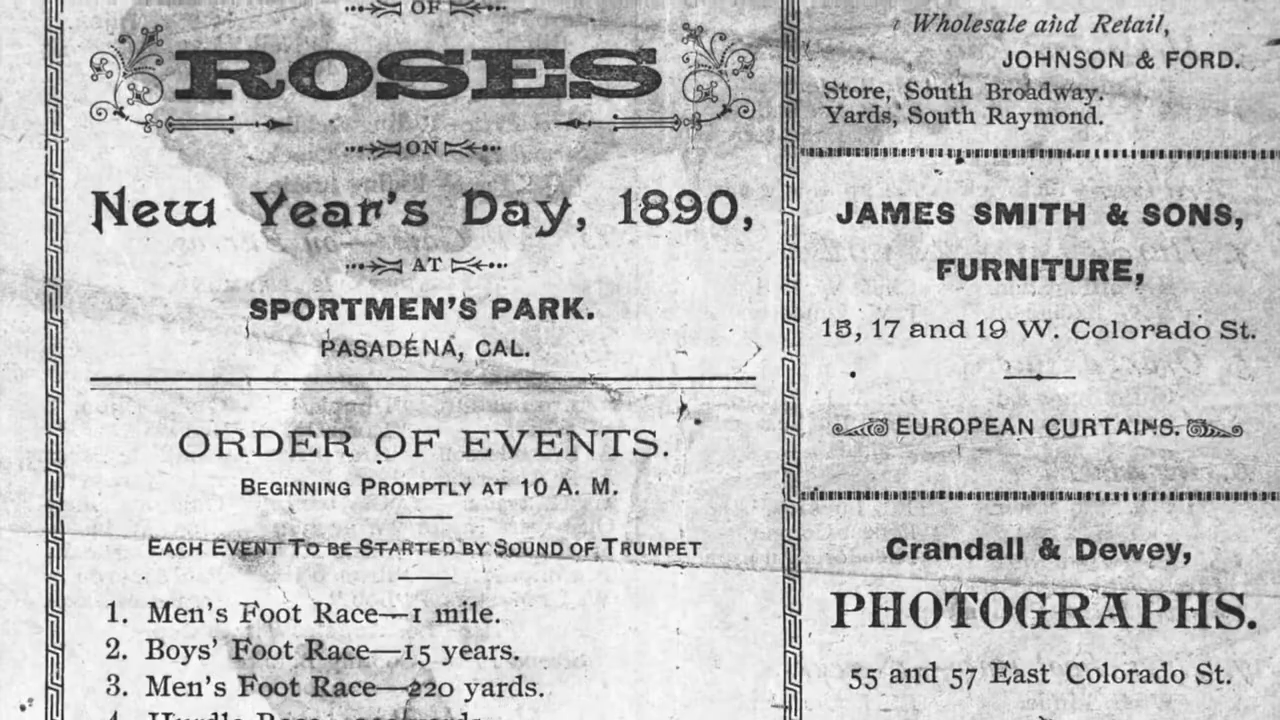 OF
ROSES
ON
New Year's Day, 1890,
AT
SPORTMEN'S PARK.
PASADENA, CAL.
ORDER OF EVENTS.
BEGINNING PROMPTLY AT 10 A. M.
EACH EVENT TO BE STARTED BY SOUND OF TRUMPET
1. Men's Foot Race—1 mile.
2. Boys' Foot Race—15 years.
3. Men's Foot Race—220 yards.
4. Hurdle Race
Wholesale and Retail,
JOHNSON & FORD.
Store, South Broadway.
Yards, South Raymond.
JAMES SMITH & SONS,
FURNITURE,
15, 17 and 19 W. Colorado St.
EUROPEAN CURTAINS.
Crandall & Dewey,
PHOTOGRAPHS.
55 and 57 East Colorado St.